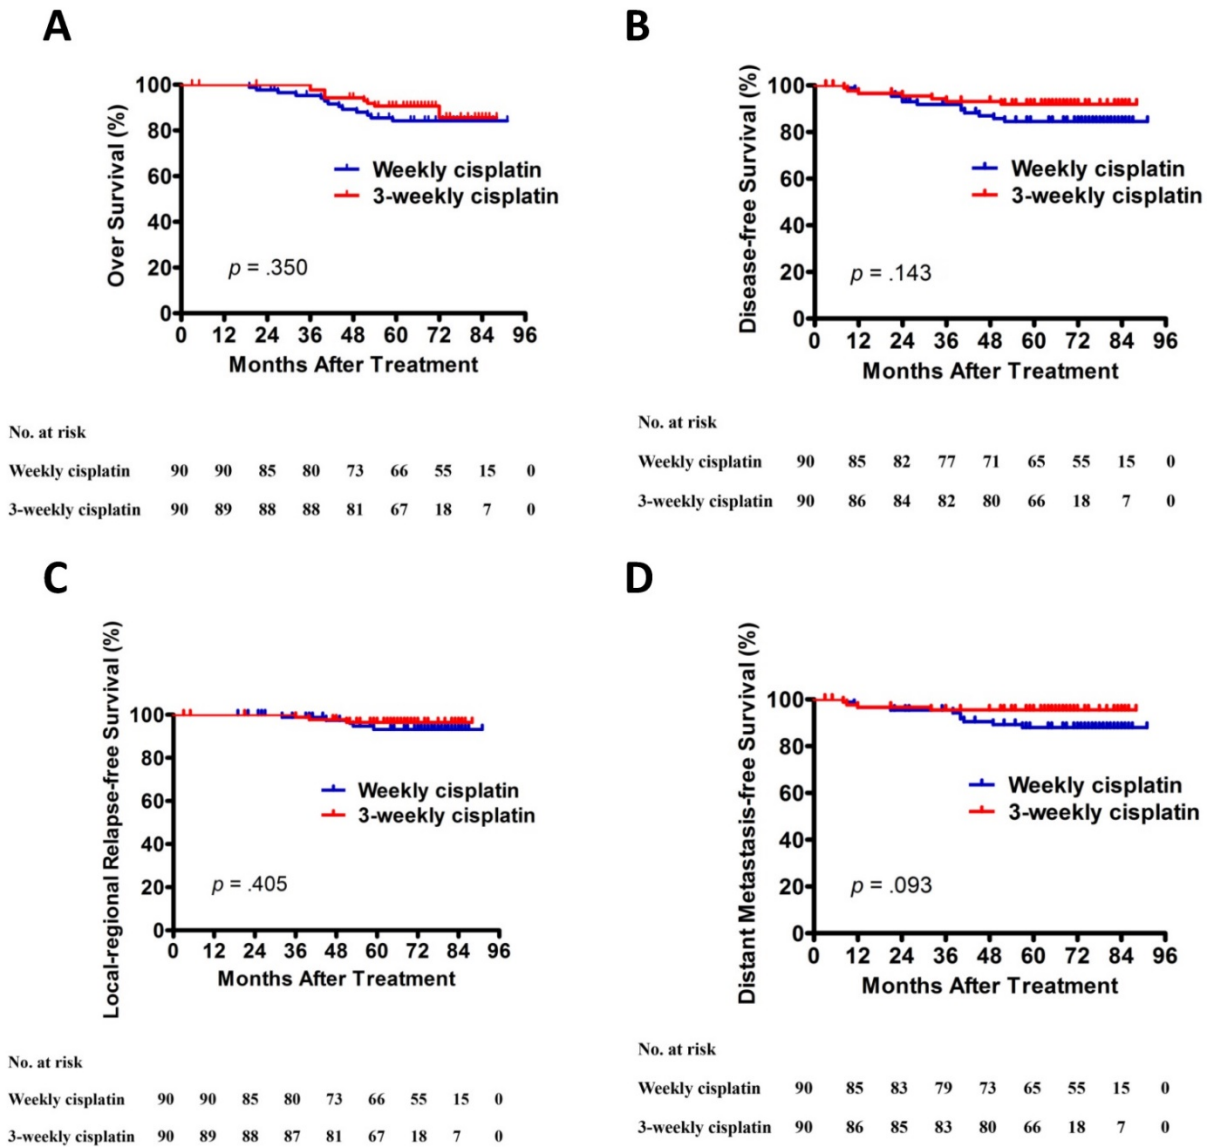 A
Over Survival (%)
100
80
60
40
20
0
Weekly cisplatin
3-weekly cisplatin
p = .350
0 12 24 36 48 60 72 84 96
Months After Treatment
No. at risk
Weekly cisplatin 90 90 85 80 73 66 55 15 0
3-weekly cisplatin 90 89 88 88 81 67 18 7 0
B
Disease-free Survival (%)
100
80
60
40
20
0
Weekly cisplatin
3-weekly cisplatin
p = .143
0 12 24 36 48 60 72 84 96
Months After Treatment
No. at risk
Weekly cisplatin 90 85 82 77 71 65 55 15 0
3-weekly cisplatin 90 86 84 82 80 66 18 7 0
C
Local-regional Relapse-free Survival (%)
100
80
60
40
20
0
Weekly cisplatin
3-weekly cisplatin
p = .405
0 12 24 36 48 60 72 84 96
Months After Treatment
No. at risk
Weekly cisplatin 90 90 85 80 73 66 55 15 0
3-weekly cisplatin 90 89 88 87 81 67 18 7 0
D
Distant Metastasis-free Survival (%)
100
80
60
40
20
0
Weekly cisplatin
3-weekly cisplatin
p = .093
0 12 24 36 48 60 72 84 96
Months After Treatment
No. at risk
Weekly cisplatin 90 85 83 79 73 65 55 15 0
3-weekly cisplatin 90 86 85 83 80 66 18 7 0